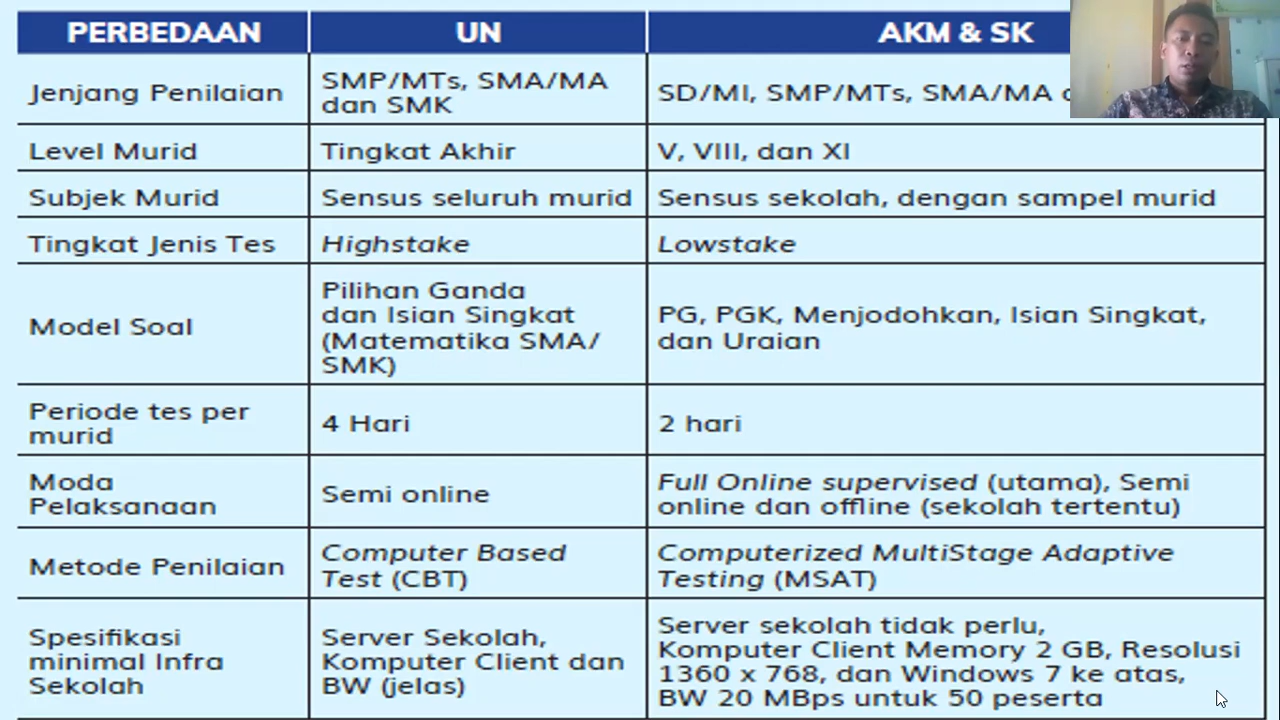 PERBEDAAN
UN
AKM & SK
Jenjang Penilaian
SMP/MTs, SMA/MA
dan SMK
SD/MI, SMP/MTs, SMA/MA
Level Murid
Tingkat Akhir
V, VIII, dan XI
Subjek Murid
Sensus seluruh murid
Sensus sekolah, dengan sampel murid
Tingkat Jenis Tes
Highstake
Lowstake
Model Soal
Pilihan Ganda
dan Isian Singkat
(Matematika SMA/
SMK)
PG, PGK, Menjodohkan, Isian Singkat,
dan Uraian
Periode tes per
murid
4 Hari
2 hari
Moda
Pelaksanaan
Semi online
Full Online supervised (utama), Semi
online dan offline (sekolah tertentu)
Metode Penilaian
Computer Based
Test (CBT)
Computerized MultiStage Adaptive
Testing (MSAT)
Spesifikasi
minimal Infra
Sekolah
Server Sekolah,
Komputer Client dan
BW (jelas)
Server sekolah tidak perlu,
Komputer Client Memory 2 GB, Resolusi
1360 x 768, dan Windows 7 ke atas,
BW 20 MBps untuk 50 peserta